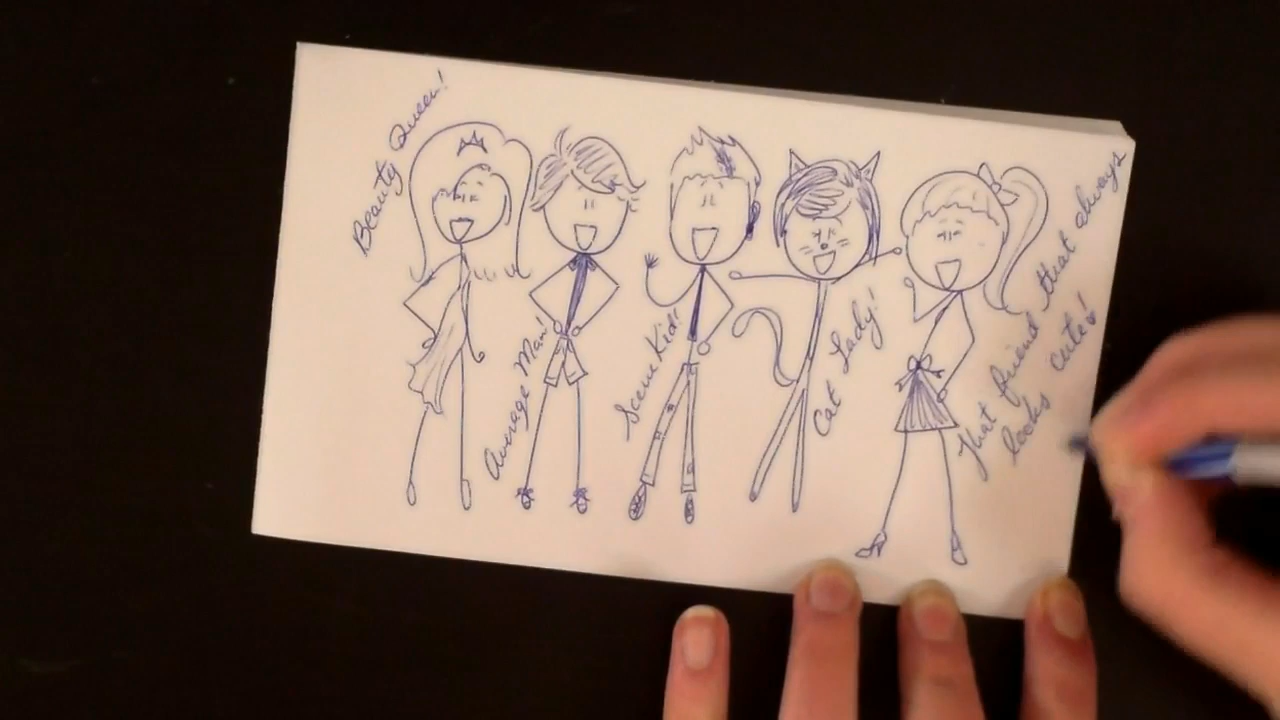 Beauty Queen!
Average Man!
Scene Kid!
Cat Lady!
That friend that always
looks cute!